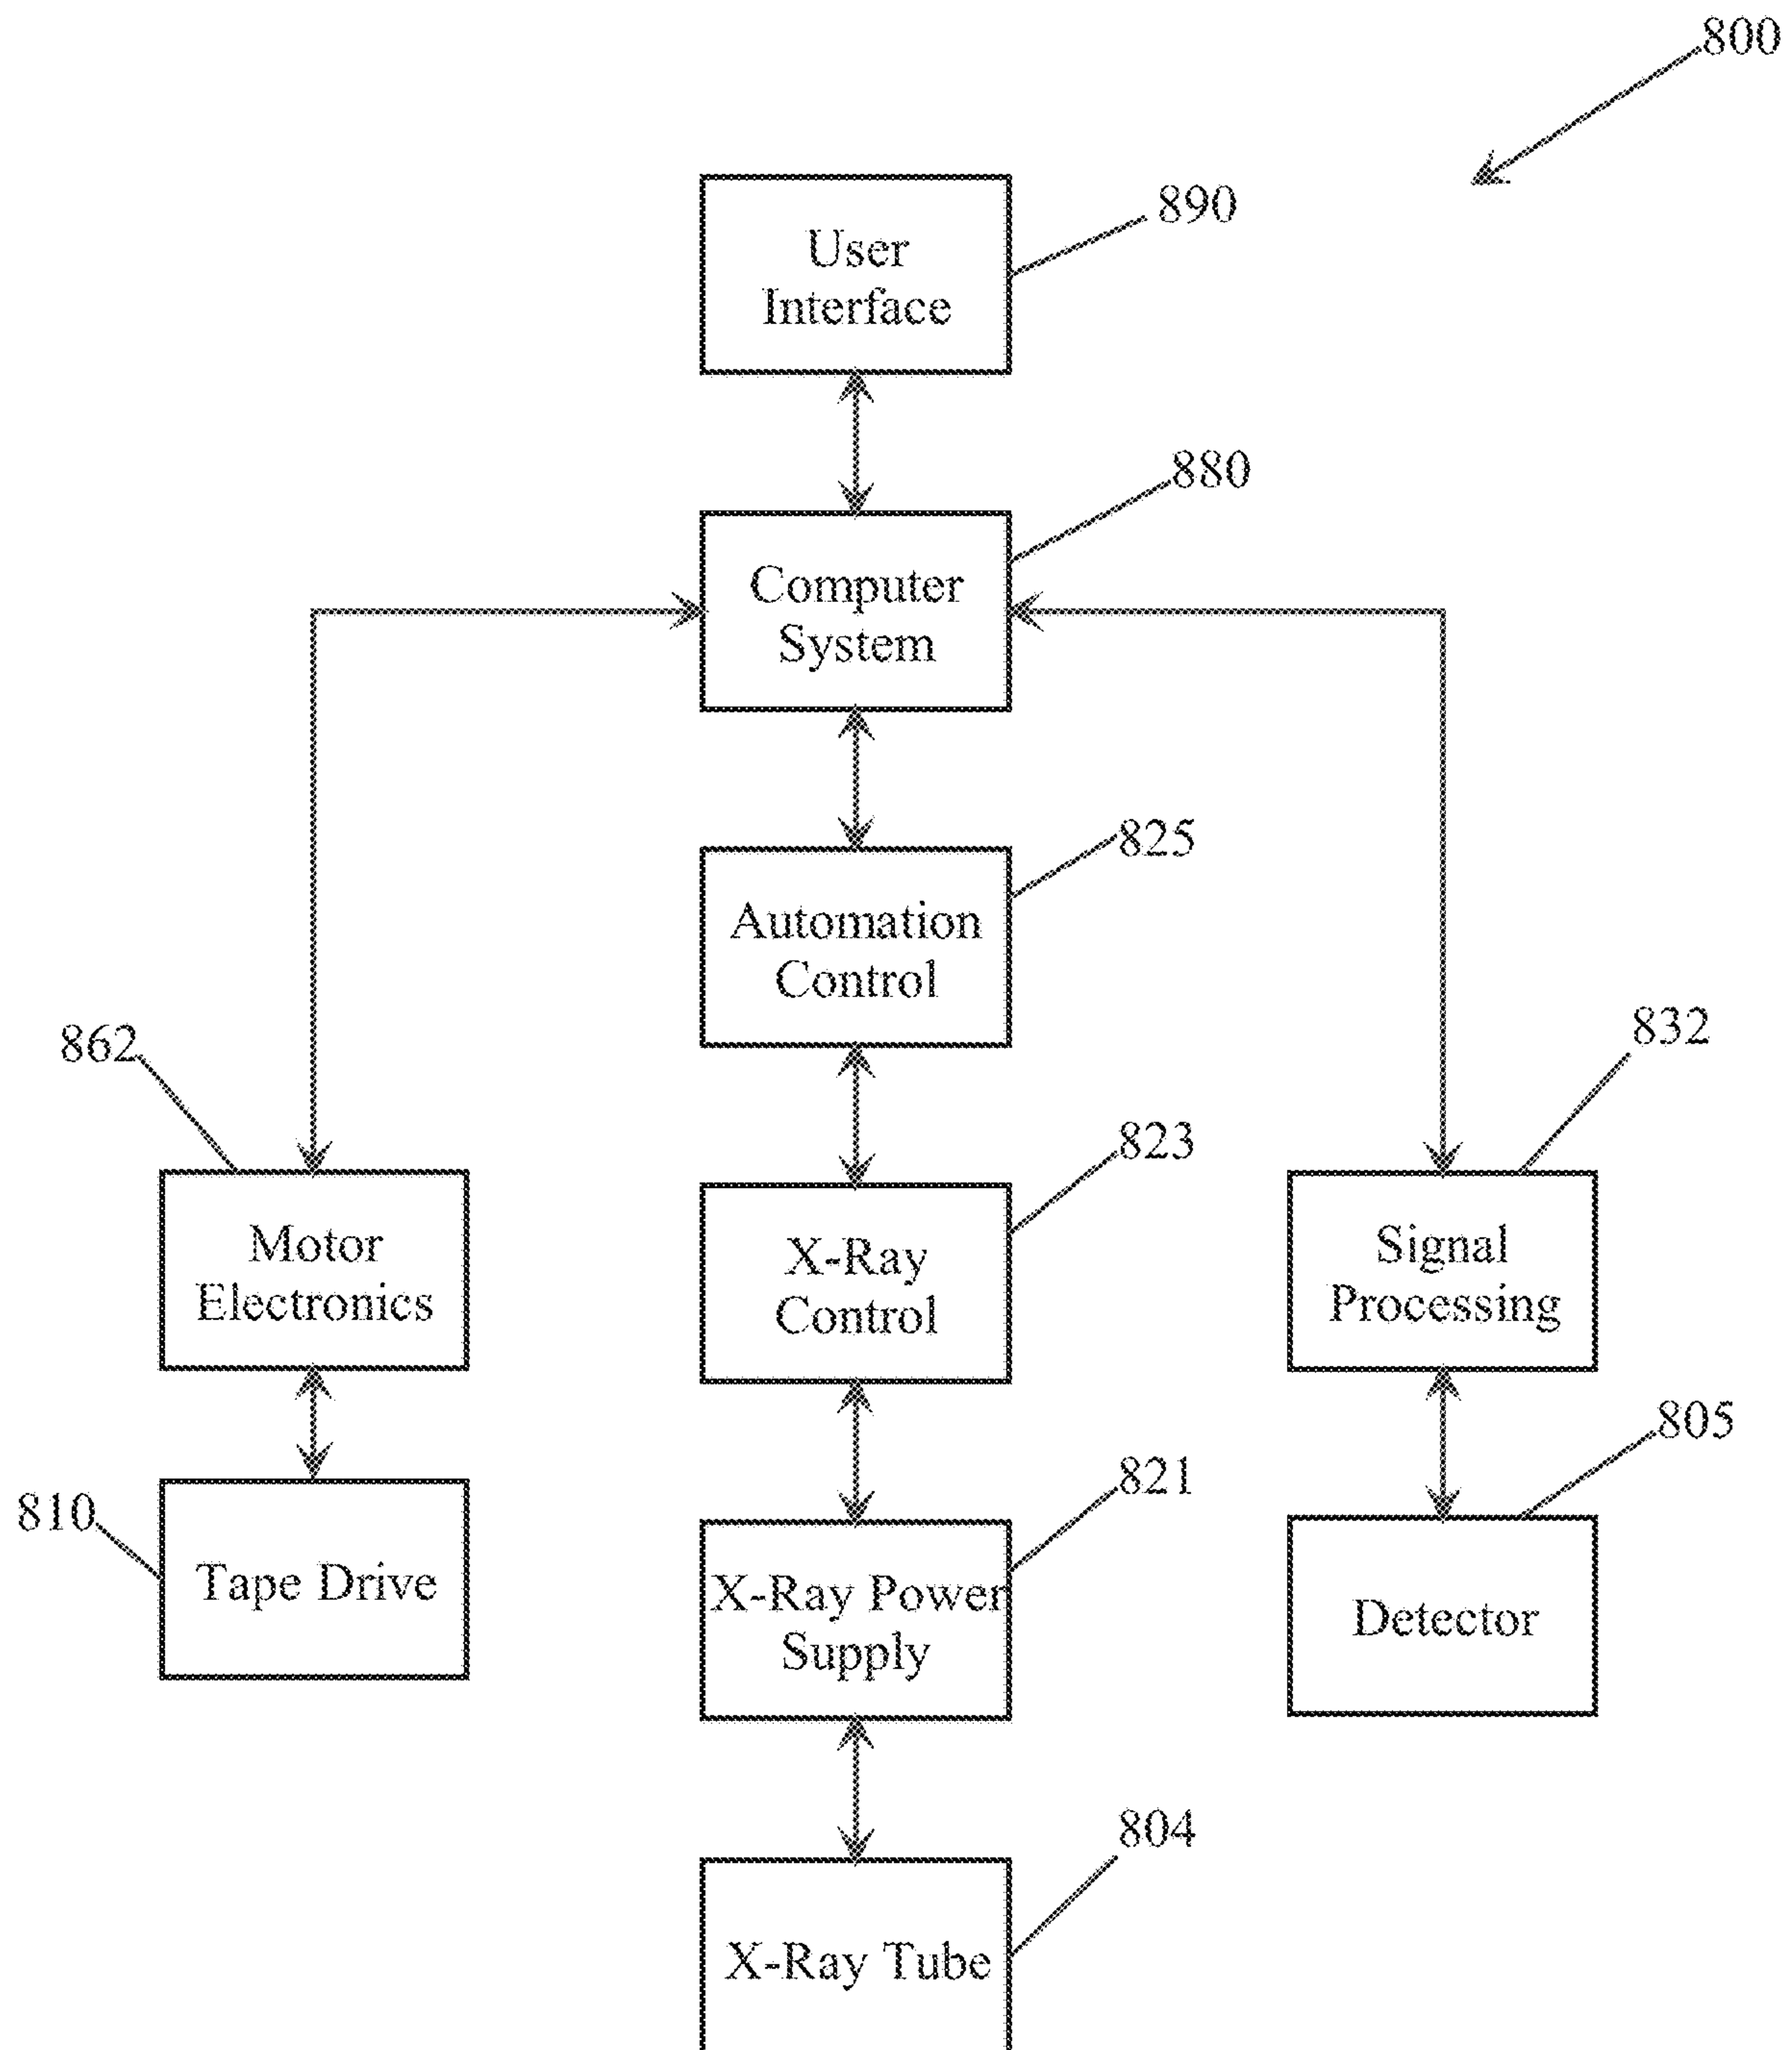 800
890
User
Interface
880
Computer
System
825
Automation
Control
862
832
823
Motor
Electronics
X-Ray
Control
Signal
Processing
805
821
810
Tape Drive
X-Ray Power
Supply
Detector
804
X-Ray Tube